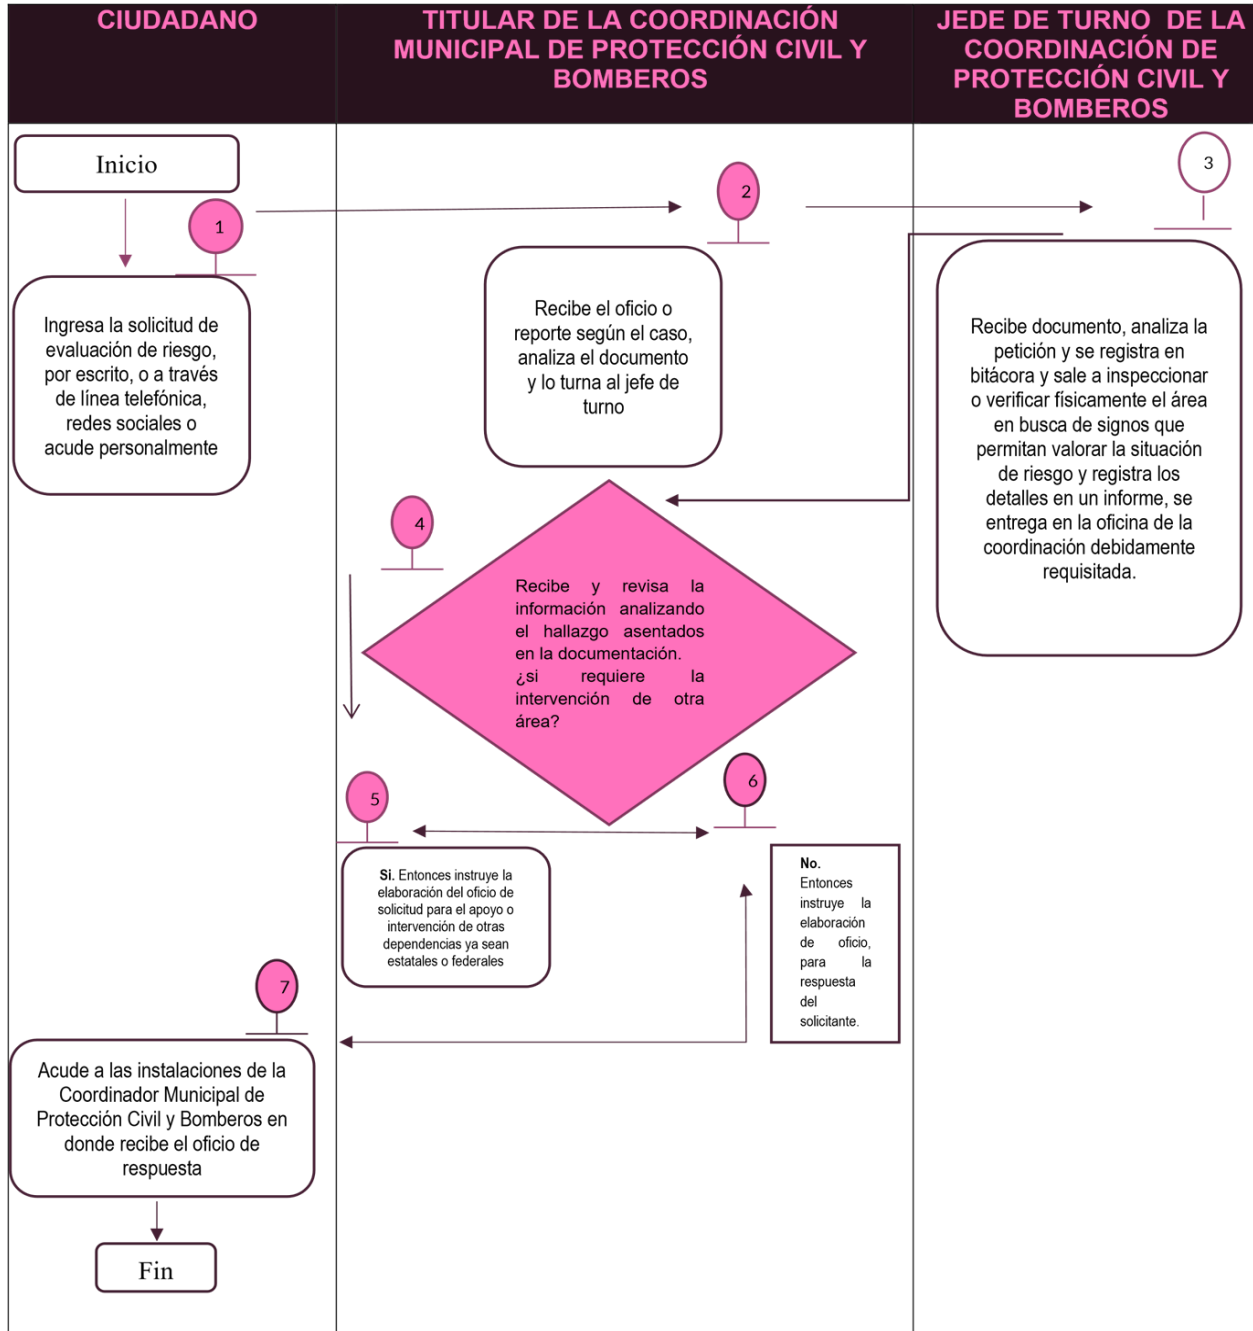 CIUDADANO
TITULAR DE LA COORDINACIÓN
MUNICIPAL DE PROTECCIÓN CIVIL Y
BOMBEROS
JEDE DE TURNO DE LA
COORDINACIÓN DE
PROTECCIÓN CIVIL Y
BOMBEROS
Inicio
1
2
3
Ingresa la solicitud de
evaluación de riesgo,
por escrito, o a través
de línea telefónica,
redes sociales o
acude personalmente
Recibe el oficio o
reporte según el caso,
analiza el documento
y lo turna al jefe de
turno
Recibe documento, analiza la
petición y se registra en
bitácora y sale a inspeccionar
o verificar físicamente el área
en busca de signos que
permitan valorar la situación
de riesgo y registra los
detalles en un informe, se
entrega en la oficina de la
coordinación debidamente
requisitada.
4
Recibe y revisa la
información analizando
el hallazgo asentados
en la documentación.
¿si requiere la
intervención de otra
área?
5
6
Si. Entonces instruye la
elaboración del oficio de
solicitud para el apoyo o
intervención de otras
dependencias ya sean
estatales o federales
No.
Entonces
instruye la
elaboración
de oficio,
para la
respuesta
del
solicitante.
7
Acude a las instalaciones de la
Coordinador Municipal de
Protección Civil y Bomberos en
donde recibe el oficio de
respuesta
Fin